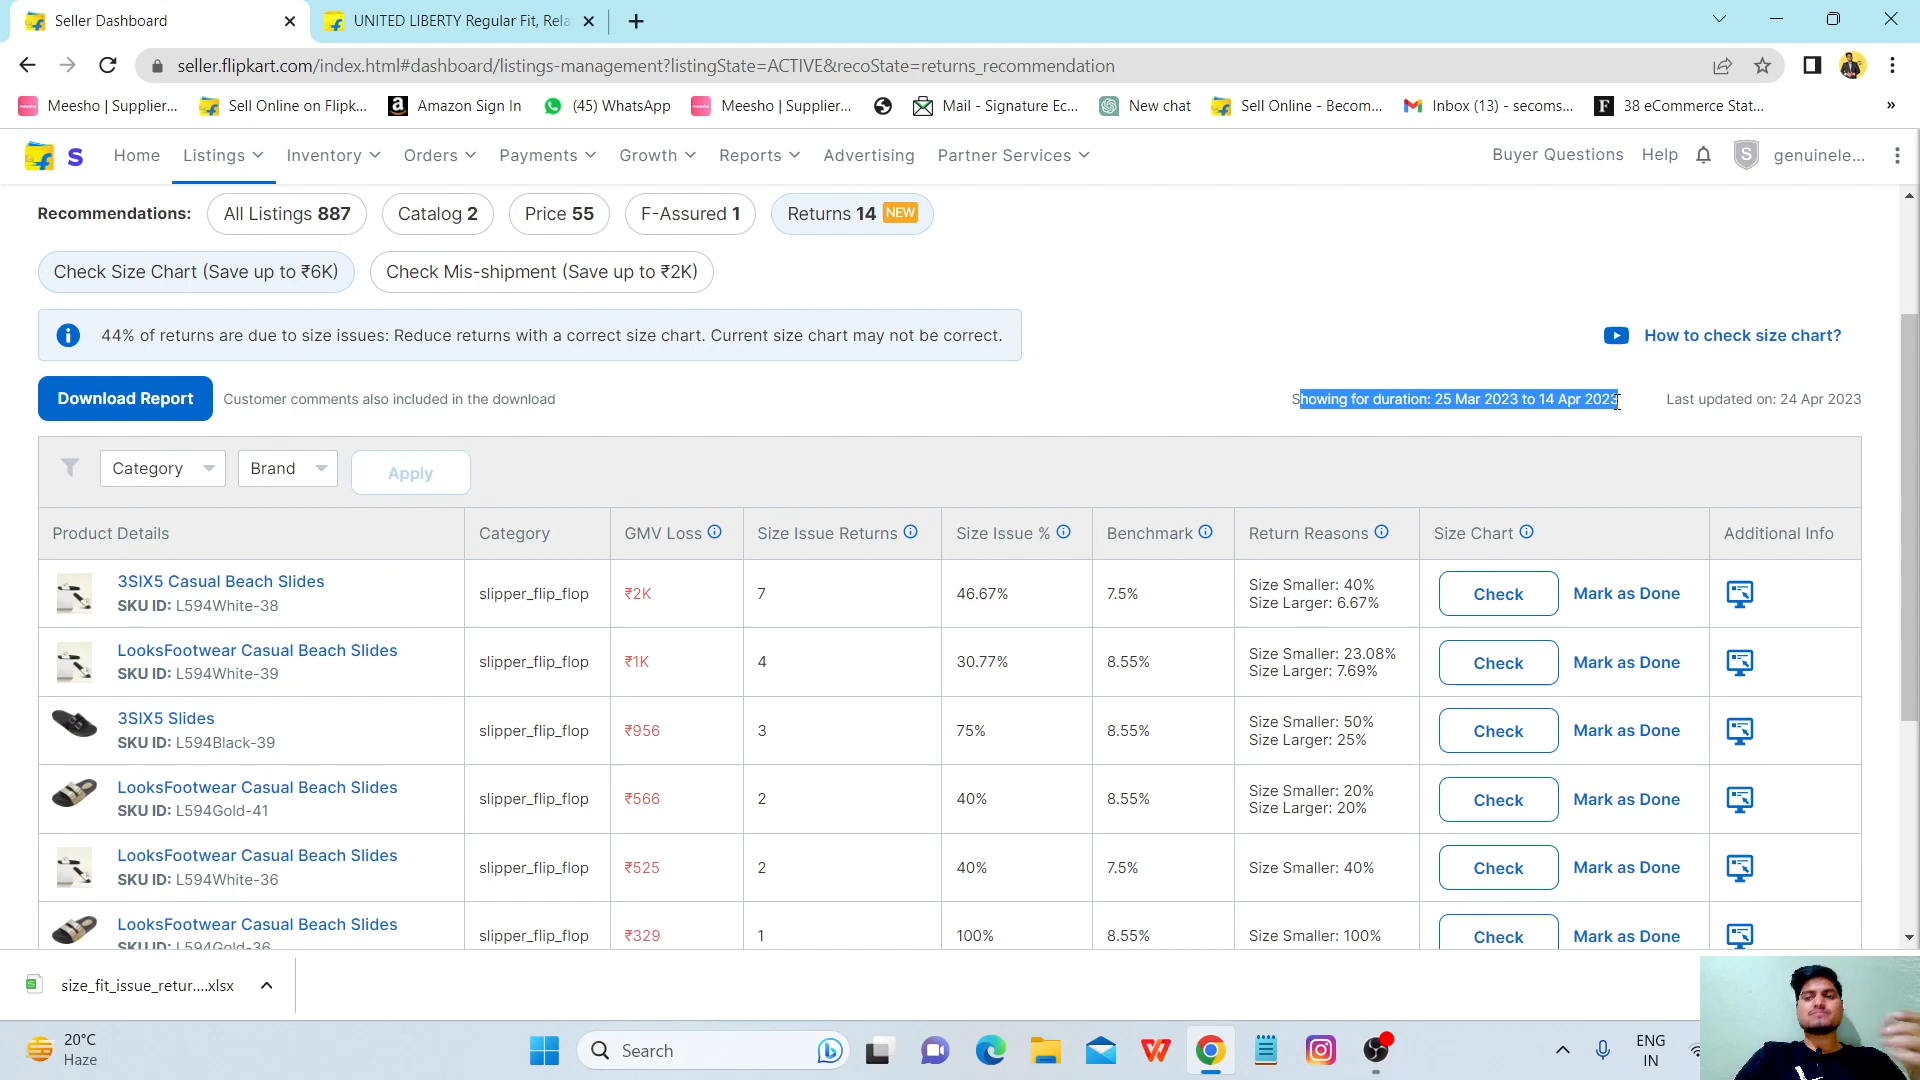 Seller Dashboard
UNITED LIBERTY Regular Fit, Rela
seller.flipkart.com/index.html#dashboard/listings-management?listingState=ACTIVE&recoState=returns_recommendation
Meesho | Supplier...
Sell Online on Flipk...
Amazon Sign In
(45) WhatsApp
Meesho | Supplier...
Mail - Signature Ec...
New chat
Sell Online - Becom...
Inbox (13) - secoms...
38 eCommerce Stat...
»
Home
Listings
Inventory
Orders
Payments
Growth
Reports
Advertising
Partner Services
Buyer Questions
Help
genuinele...
Recommendations:
All Listings 887
Catalog 2
Price 55
F-Assured 1
Returns 14 NEW
Check Size Chart (Save up to ₹6K)
Check Mis-shipment (Save up to ₹2K)
44% of returns are due to size issues: Reduce returns with a correct size chart. Current size chart may not be correct.
How to check size chart?
Download Report
Customer comments also included in the download
Showing for duration: 25 Mar 2023 to 14 Apr 2023
Last updated on: 24 Apr 2023
Category
Brand
Apply
Product Details
Category
GMV Loss
Size Issue Returns
Size Issue %
Benchmark
Return Reasons
Size Chart
Additional Info
3SIX5 Casual Beach Slides
SKU ID: L594White-38
slipper_flip_flop
₹2K
7
46.67%
7.5%
Size Smaller: 40%
Size Larger: 6.67%
Check
Mark as Done
LooksFootwear Casual Beach Slides
SKU ID: L594White-39
slipper_flip_flop
₹1K
4
30.77%
8.55%
Size Smaller: 23.08%
Size Larger: 7.69%
Check
Mark as Done
3SIX5 Slides
SKU ID: L594Black-39
slipper_flip_flop
₹956
3
75%
8.55%
Size Smaller: 50%
Size Larger: 25%
Check
Mark as Done
LooksFootwear Casual Beach Slides
SKU ID: L594Gold-41
slipper_flip_flop
₹566
2
40%
8.55%
Size Smaller: 20%
Size Larger: 20%
Check
Mark as Done
LooksFootwear Casual Beach Slides
SKU ID: L594White-36
slipper_flip_flop
₹525
2
40%
7.5%
Size Smaller: 40%
Check
Mark as Done
LooksFootwear Casual Beach Slides
SKU ID: L594Gold-36
slipper_flip_flop
₹329
1
100%
8.55%
Size Smaller: 100%
Check
Mark as Done
size_fit_issue_retur....xlsx
20°C
Haze
Search
ENG
IN